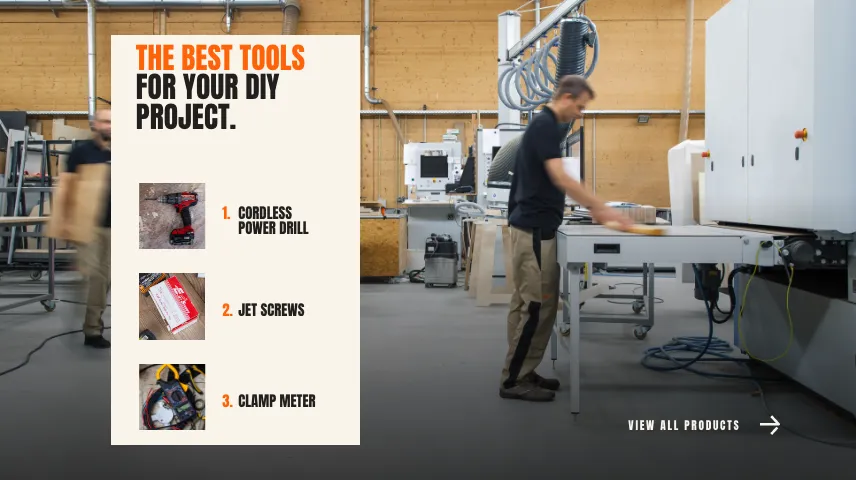 THE BEST TOOLS
FOR YOUR DIY
PROJECT.
1. CORDLESS
POWER DRILL
2. JET SCREWS
3. CLAMP METER
VIEW ALL PRODUCTS